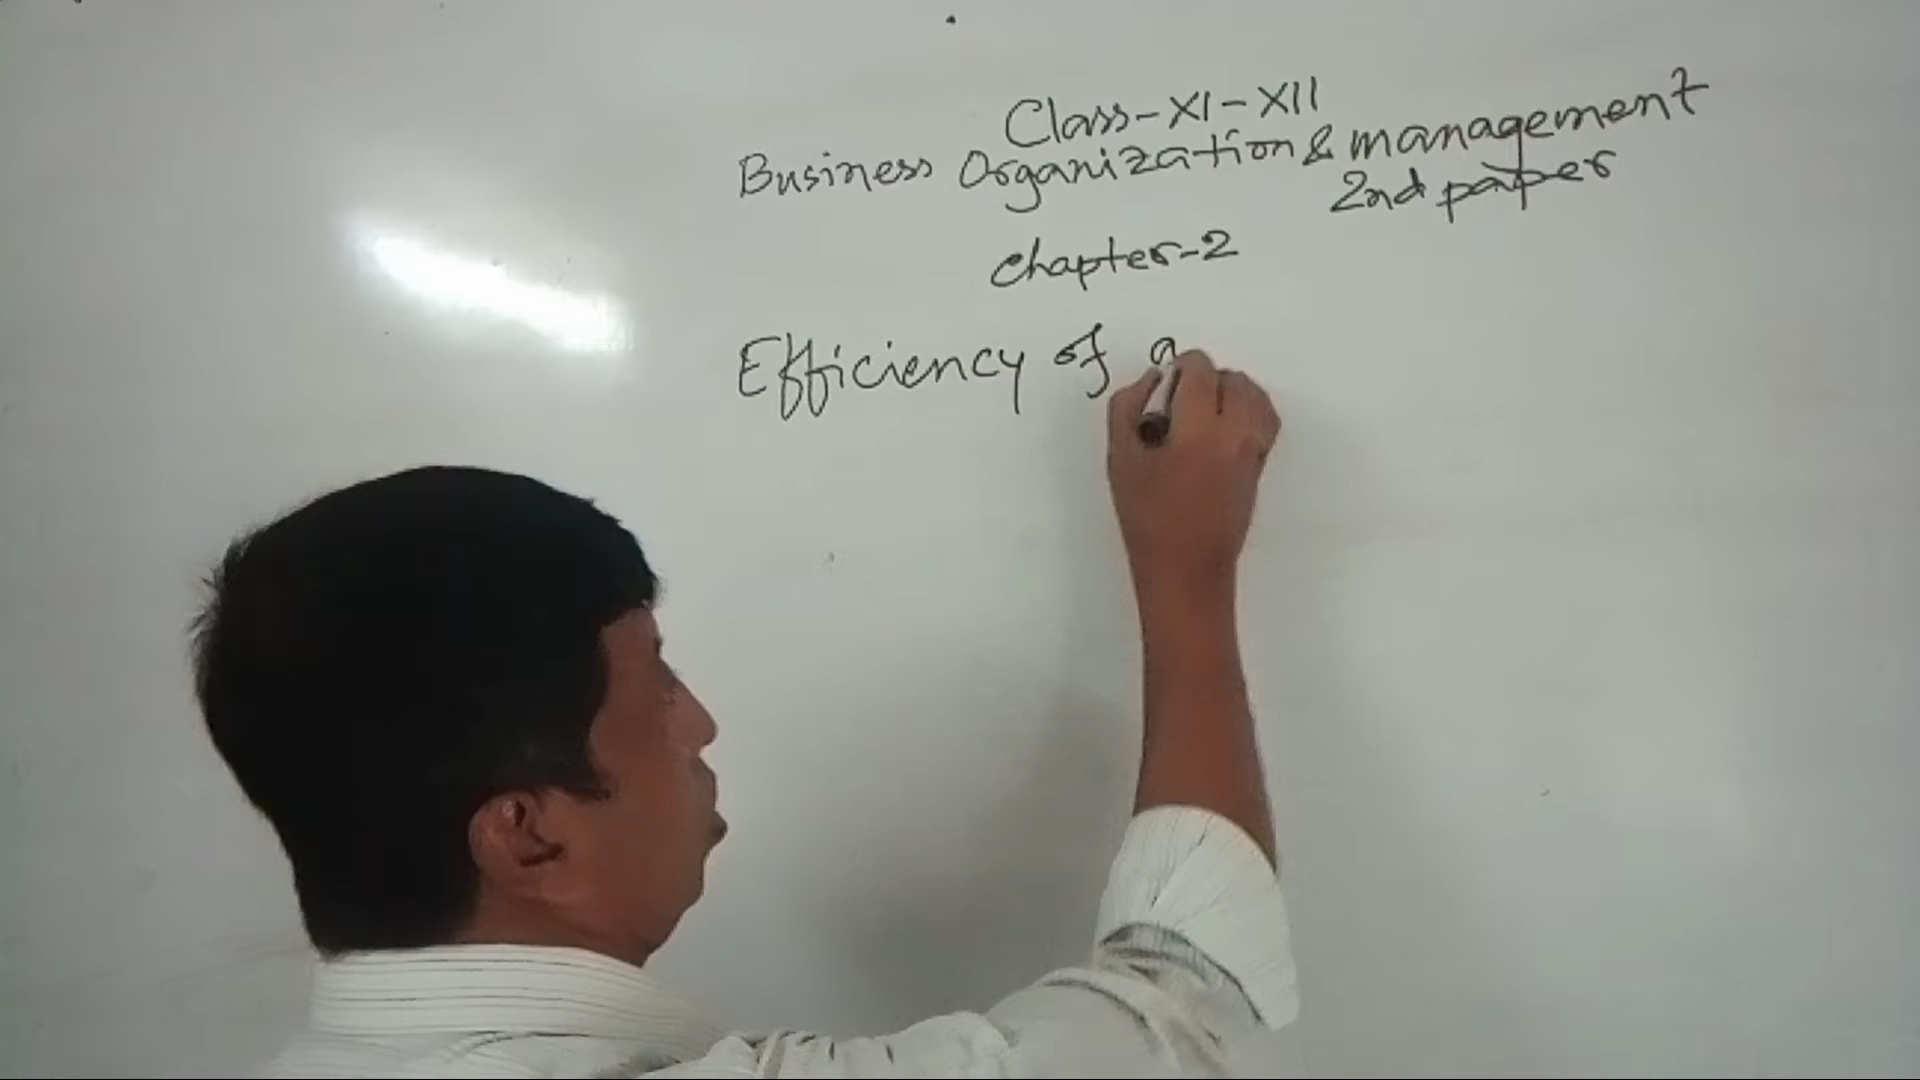 Class-XI-XII
Business Organization & management
2nd paper
chapter-2
Efficiency of a